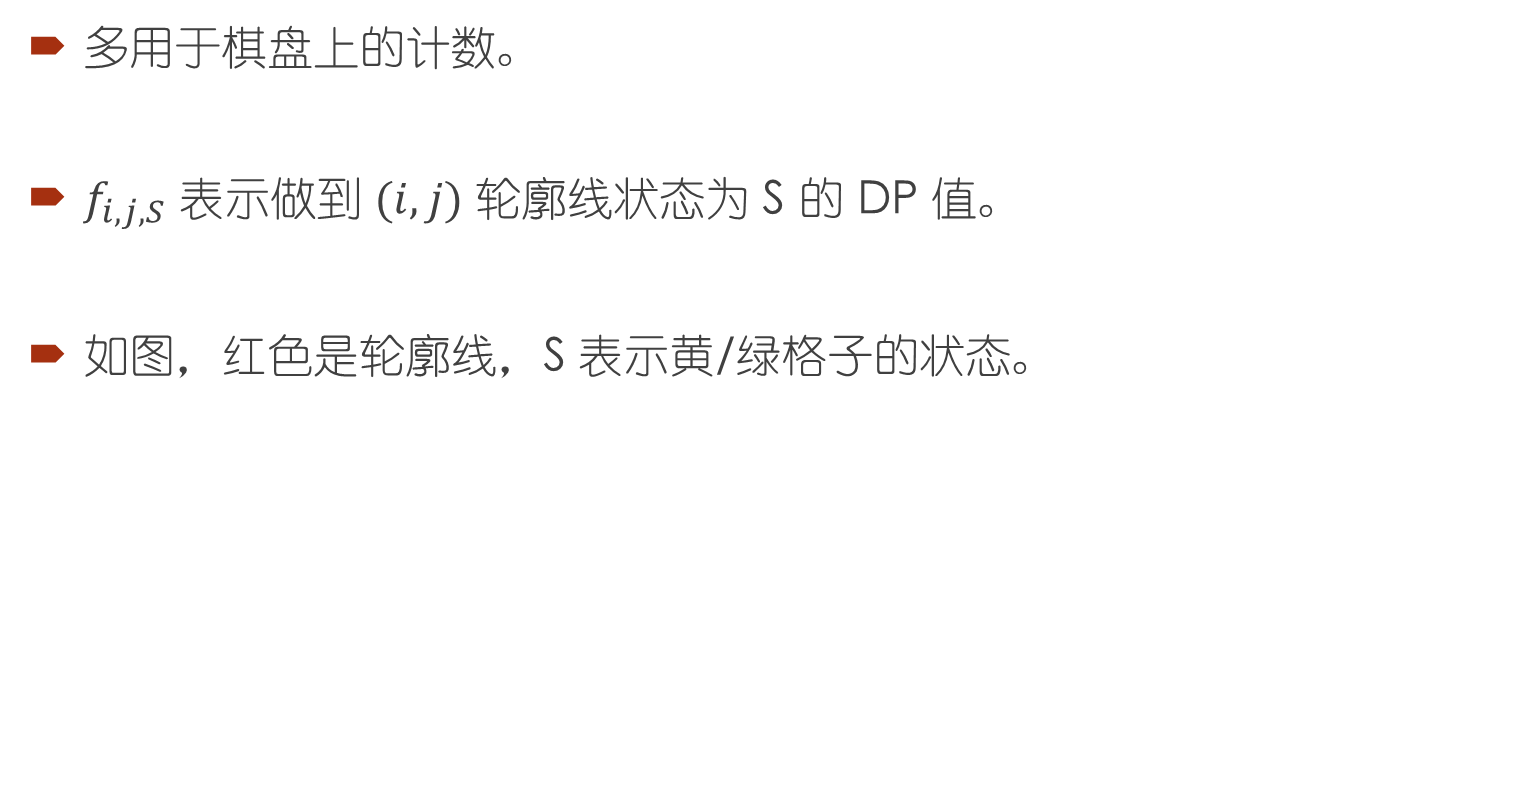 多用于棋盘上的计数。
f_{i,j,S} 表示做到 (i,j) 轮廓线状态为 S 的 DP 值。
如图，红色是轮廓线，S 表示黄/绿格子的状态。